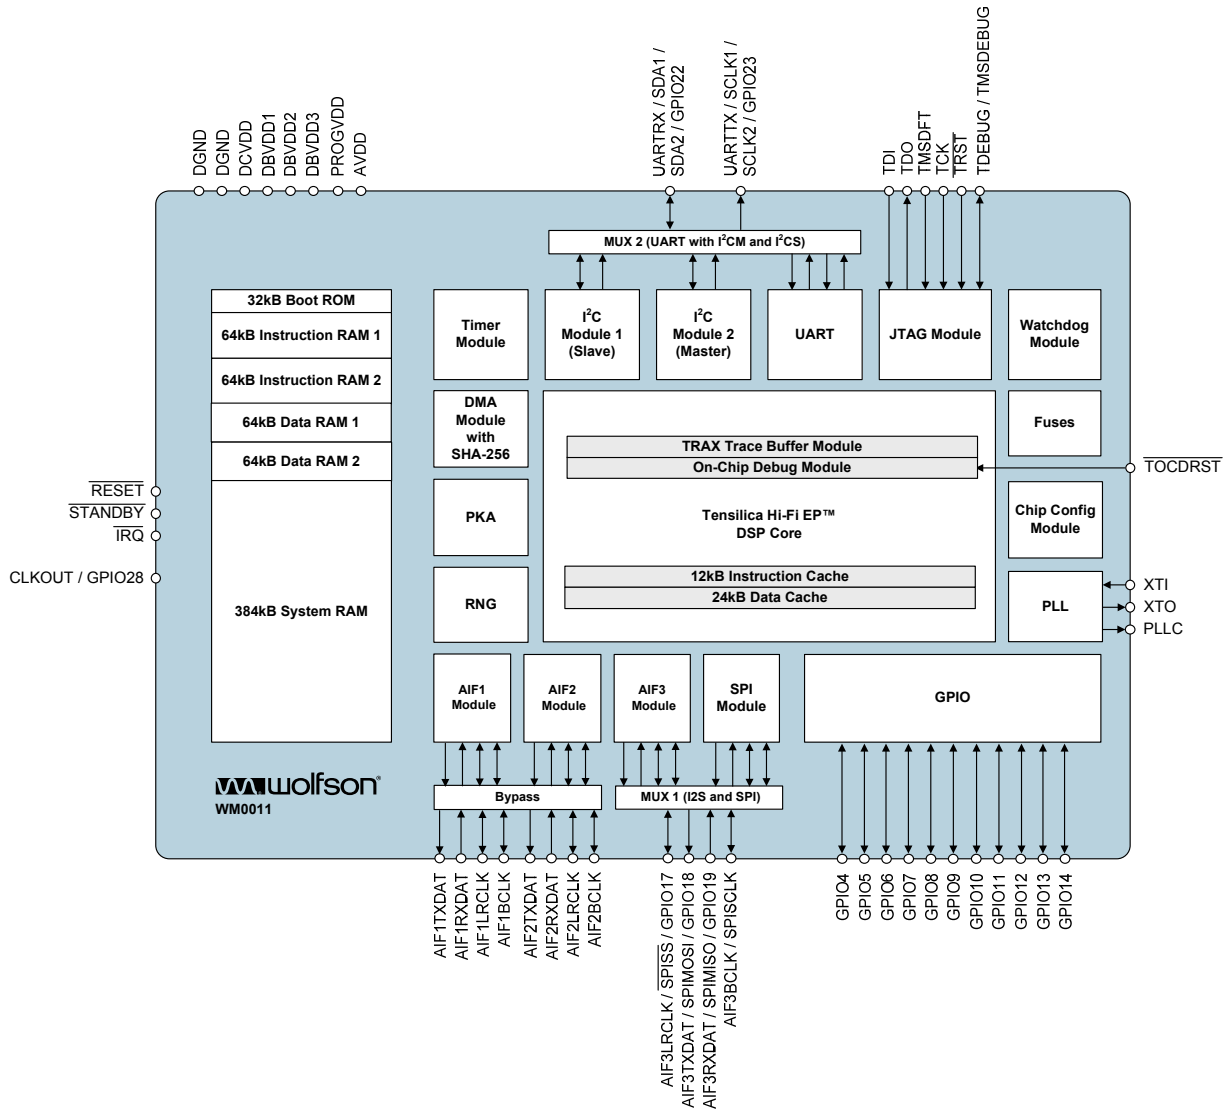 UARTRX / SDA1 /
SDA2 / GPIO22
UARTTX / SCLK1 /
SCLK2 / GPIO23
DGND
DGND
DCVDD
DBVDD1
DBVDD2
DBVDD3
PROGVDD
AVDD
TDI
TDO
TMSDFT
TCK
TRST
TDEBUG / TMSDEBUG
MUX 2 (UART with I²CM and I²CS)
32kB Boot ROM
64kB Instruction RAM 1
64kB Instruction RAM 2
64kB Data RAM 1
64kB Data RAM 2
384kB System RAM
Timer
Module
I²C
Module 1
(Slave)
I²C
Module 2
(Master)
UART
JTAG Module
Watchdog
Module
DMA
Module
with
SHA-256
TRAX Trace Buffer Module
On-Chip Debug Module
Tensilica Hi-Fi EP™
DSP Core
12kB Instruction Cache
24kB Data Cache
Fuses
TOCDRST
RESET
STANDBY
IRQ
CLKOUT / GPIO28
PKA
Chip Config
Module
RNG
PLL
XTI
XTO
PLLC
AIF1
Module
AIF2
Module
AIF3
Module
SPI
Module
GPIO
wolfson®
WM0011
Bypass
MUX 1 (I2S and SPI)
AIF1TXDAT
AIF1RXDAT
AIF1LRCLK
AIF1BCLK
AIF2TXDAT
AIF2RXDAT
AIF2LRCLK
AIF2BCLK
AIF3LRCLK / SPISS / GPIO17
AIF3TXDAT / SPIMOSI / GPIO18
AIF3RXDAT / SPIMISO / GPIO19
AIF3BCLK / SPISCLK
GPIO4
GPIO5
GPIO6
GPIO7
GPIO8
GPIO9
GPIO10
GPIO11
GPIO12
GPIO13
GPIO14